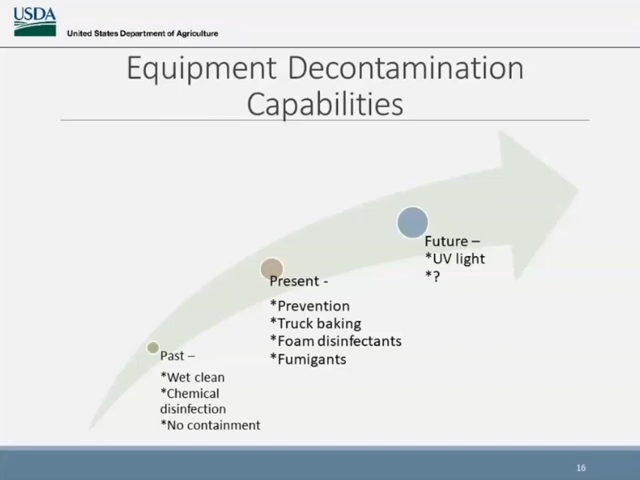 USDA
United States Department of Agriculture
Equipment Decontamination
Capabilities
Future –
*UV light
*?
Present -
*Prevention
*Truck baking
*Foam disinfectants
*Fumigants
Past –
*Wet clean
*Chemical
disinfection
*No containment
16